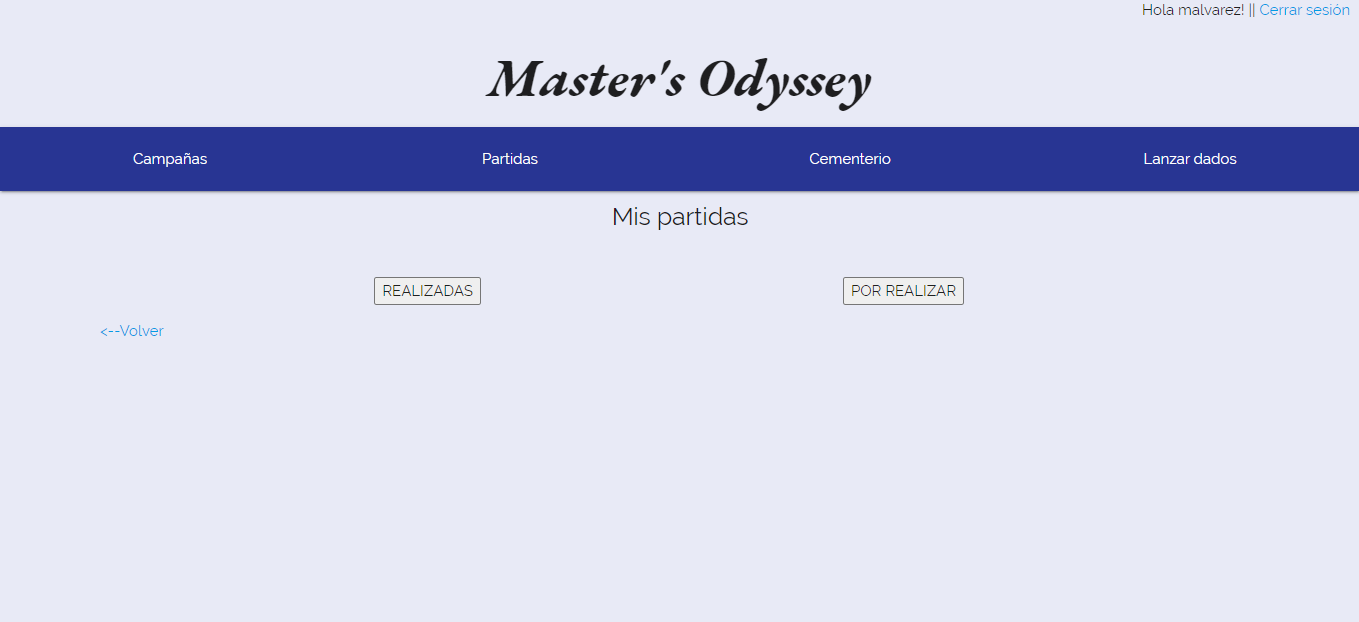 Hola malvarez! || Cerrar sesión
Master's Odyssey
Campañas Partidas Cementerio Lanzar dados
Mis partidas
REALIZADAS POR REALIZAR
<--Volver